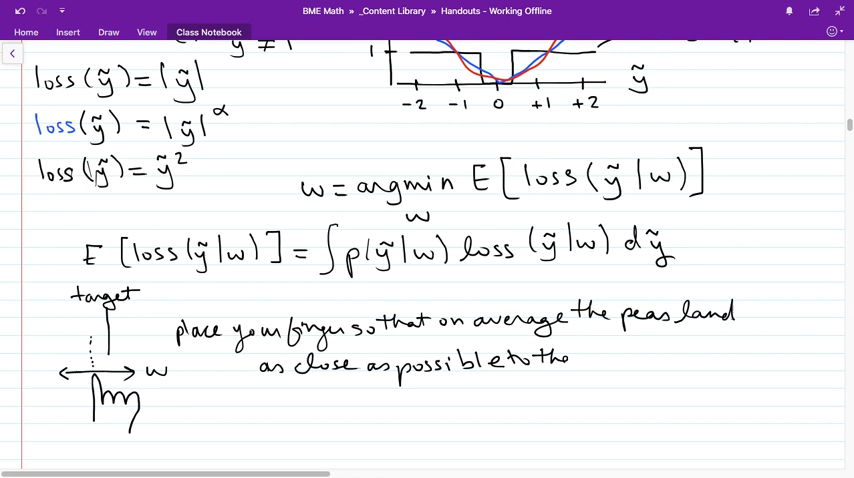 BME Math » _Content Library » Handouts - Working Offline
Home Insert Draw View Class Notebook
ỹ ≠ 1
1
-2 -1 0 +1 +2 ỹ
loss(ỹ) = |ỹ|
loss(ỹ) = |ỹ|^α
loss(ỹ) = ỹ²
w = argmin E[loss(ỹ|w)]
w
E[loss(ỹ|w)] = ∫p(ỹ|w) loss(ỹ|w) dỹ
target
w
place your finger so that on average the peas land
as close as possible to the